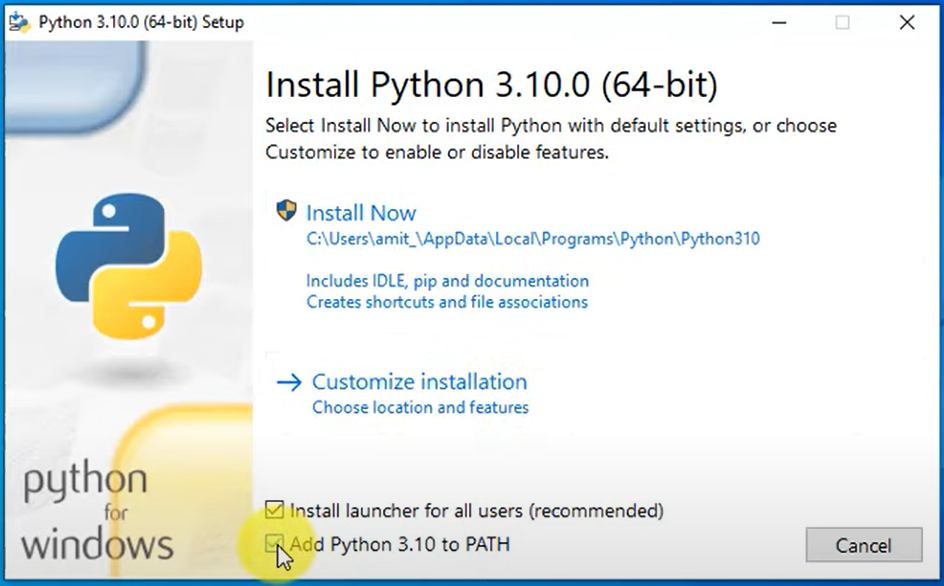 Python 3.10.0 (64-bit) Setup
Install Python 3.10.0 (64-bit)
Select Install Now to install Python with default settings, or choose
Customize to enable or disable features.
Install Now
C:\Users\amit_\AppData\Local\Programs\Python\Python310
Includes IDLE, pip and documentation
Creates shortcuts and file associations
Customize installation
Choose location and features
python
for
windows
Install launcher for all users (recommended)
Add Python 3.10 to PATH
Cancel